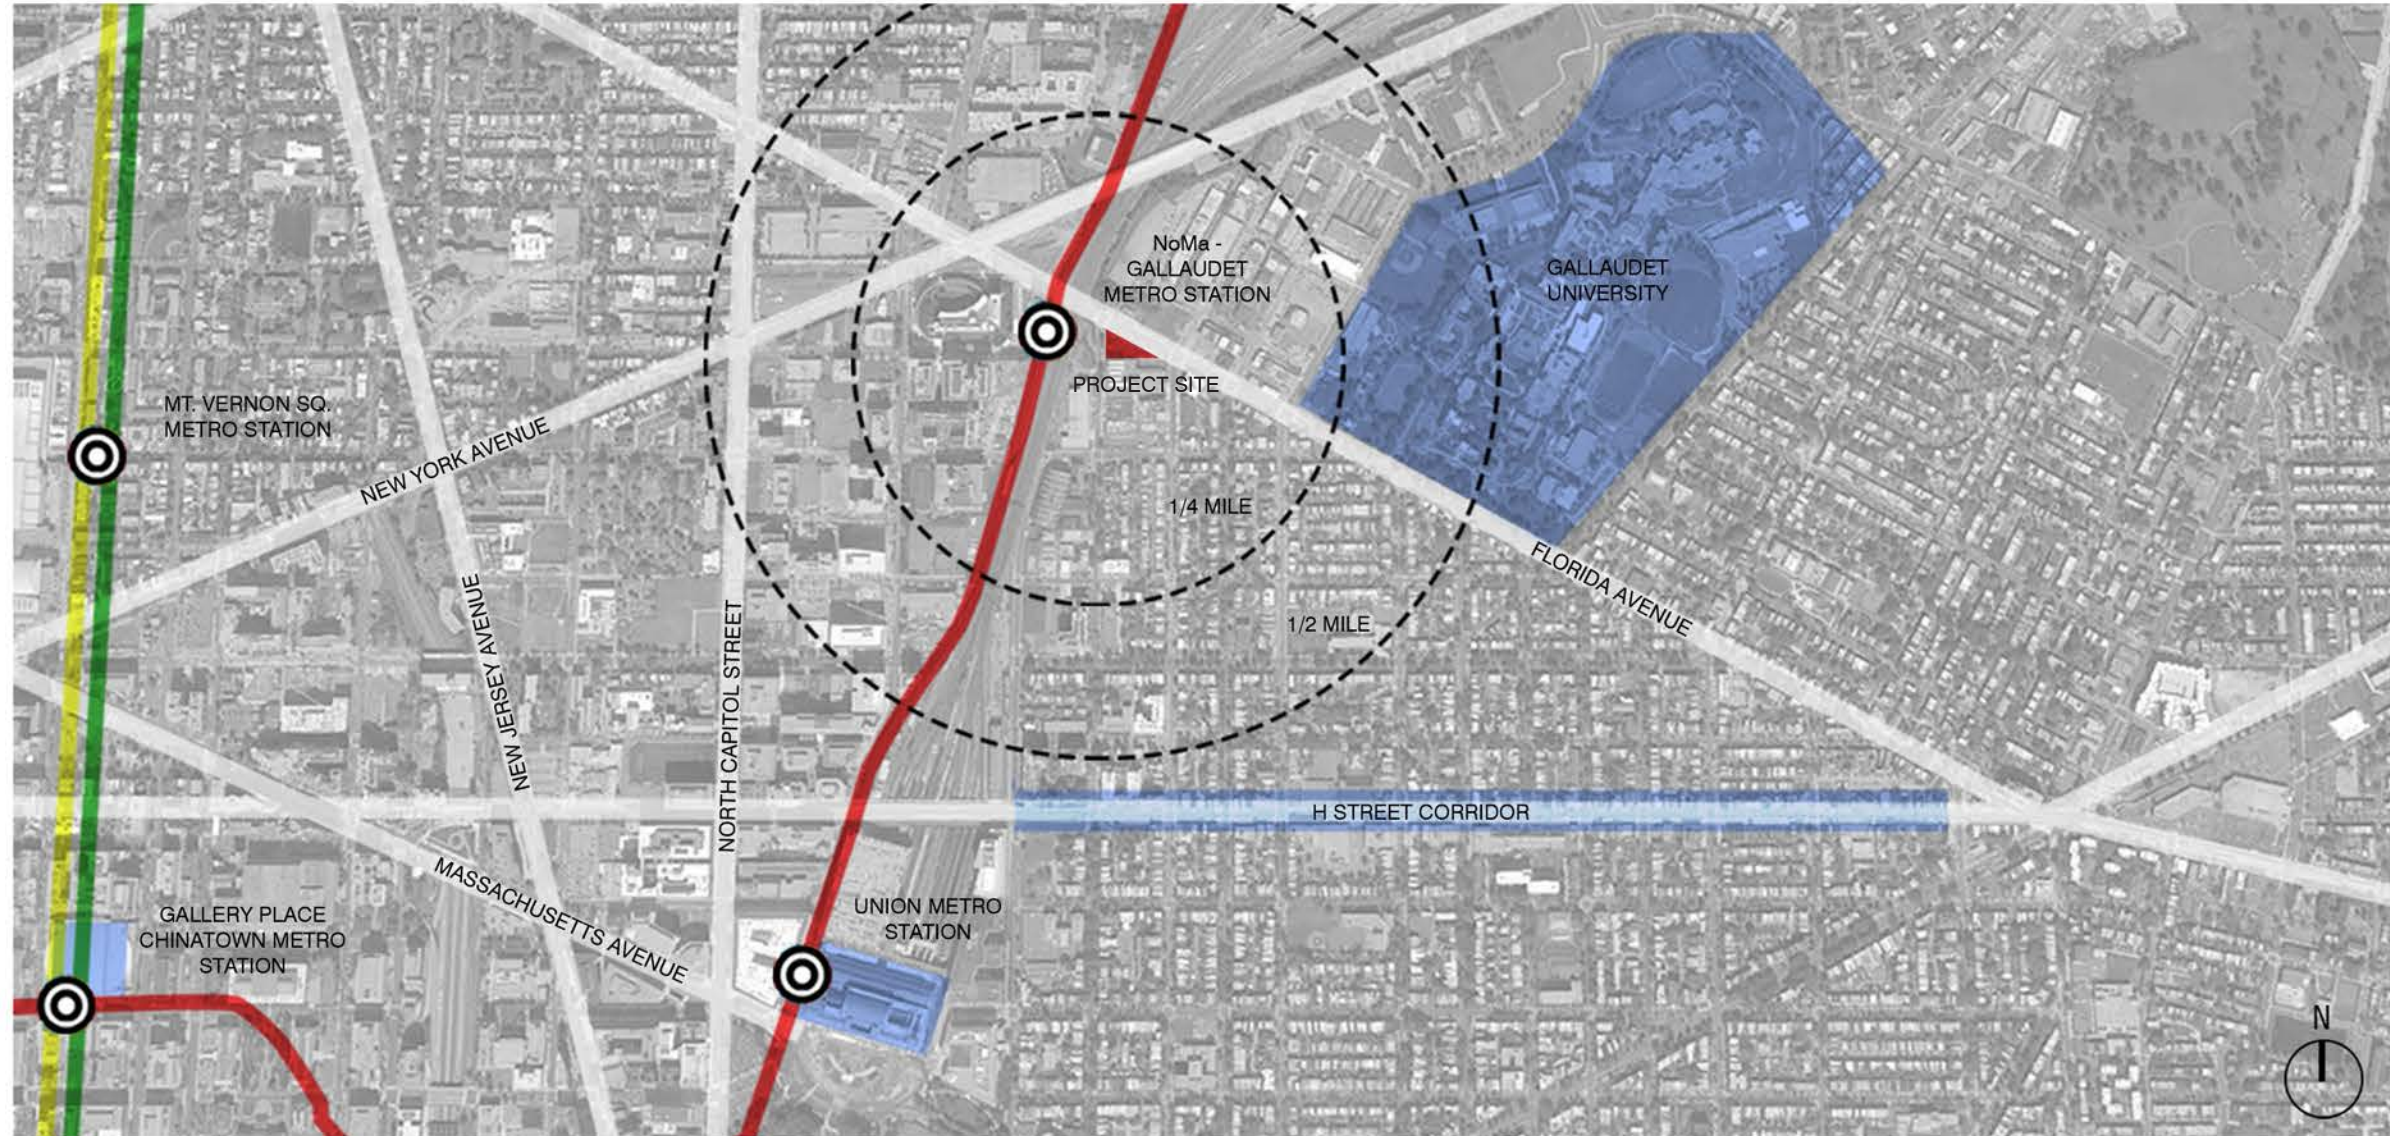 NoMa -
GALLAUDET
METRO STATION
GALLAUDET
UNIVERSITY
PROJECT SITE
MT. VERNON SQ.
METRO STATION
NEW YORK AVENUE
1/4 MILE
FLORIDA AVENUE
1/2 MILE
NEW JERSEY AVENUE
NORTH CAPITOL STREET
H STREET CORRIDOR
MASSACHUSETTS AVENUE
UNION METRO
STATION
GALLERY PLACE
CHINATOWN METRO
STATION
N